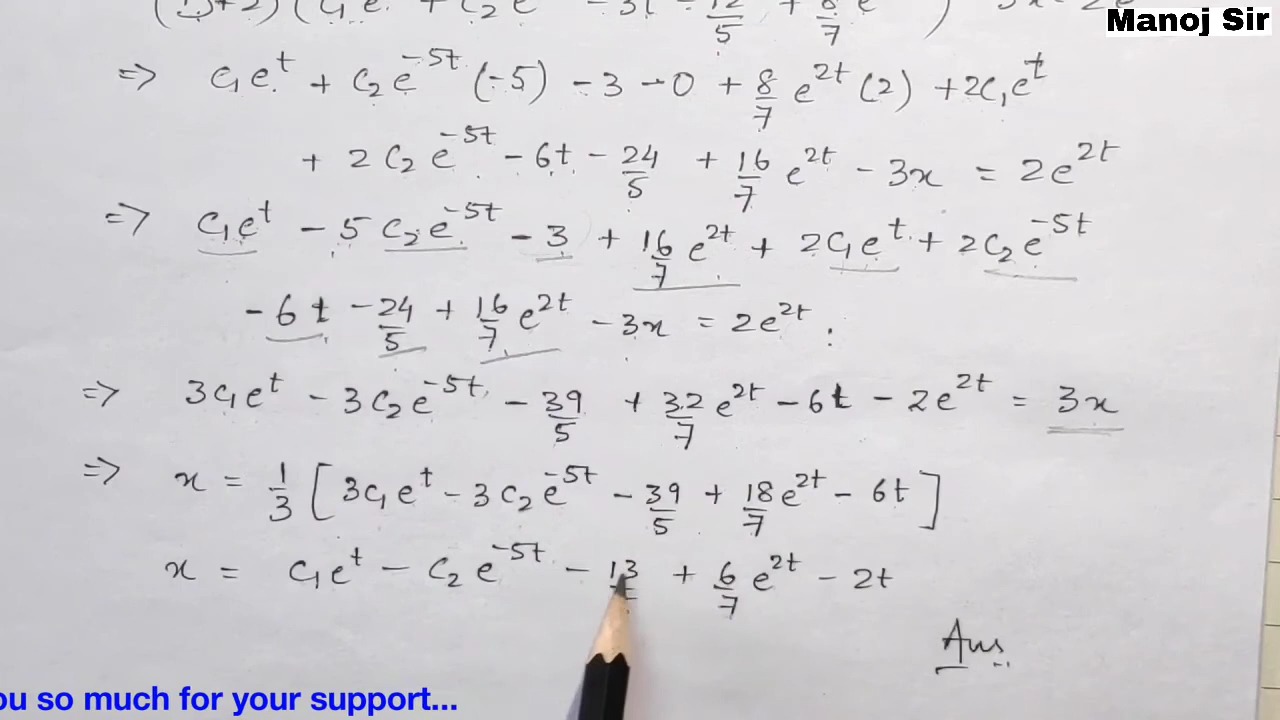 Manoj Sir
=> c₁eᵗ + c₂e⁻⁵ᵗ (-5) - 3 - 0 + 8/7 e²ᵗ (2) + 2c₁eᵗ
+ 2c₂e⁻⁵ᵗ - 6t - 24/5 + 16/7 e²ᵗ - 3x = 2e²ᵗ
=> c₁eᵗ - 5c₂e⁻⁵ᵗ - 3 + 16/7 e²ᵗ + 2c₁eᵗ + 2c₂e⁻⁵ᵗ
- 6t - 24/5 + 16/7 e²ᵗ - 3x = 2e²ᵗ .
=> 3c₁eᵗ - 3c₂e⁻⁵ᵗ - 39/5 + 32/7 e²ᵗ - 6t - 2e²ᵗ = 3x
=> x = 1/3 [ 3c₁eᵗ - 3c₂e⁻⁵ᵗ - 39/5 + 18/7 e²ᵗ - 6t ]
x = c₁eᵗ - c₂e⁻⁵ᵗ - 13 + 6/7 e²ᵗ - 2t
Ans
so much for your support...